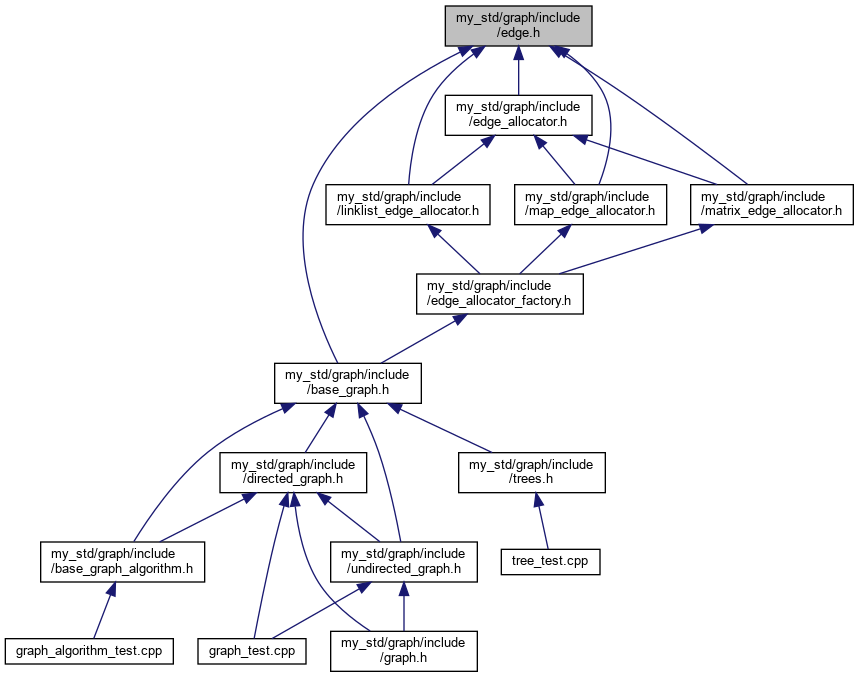 my_std/graph/include
/edge.h
my_std/graph/include
/edge_allocator.h
my_std/graph/include
/linklist_edge_allocator.h
my_std/graph/include
/map_edge_allocator.h
my_std/graph/include
/matrix_edge_allocator.h
my_std/graph/include
/edge_allocator_factory.h
my_std/graph/include
/base_graph.h
my_std/graph/include
/directed_graph.h
my_std/graph/include
/trees.h
my_std/graph/include
/base_graph_algorithm.h
my_std/graph/include
/undirected_graph.h
tree_test.cpp
graph_algorithm_test.cpp
graph_test.cpp
my_std/graph/include
/graph.h